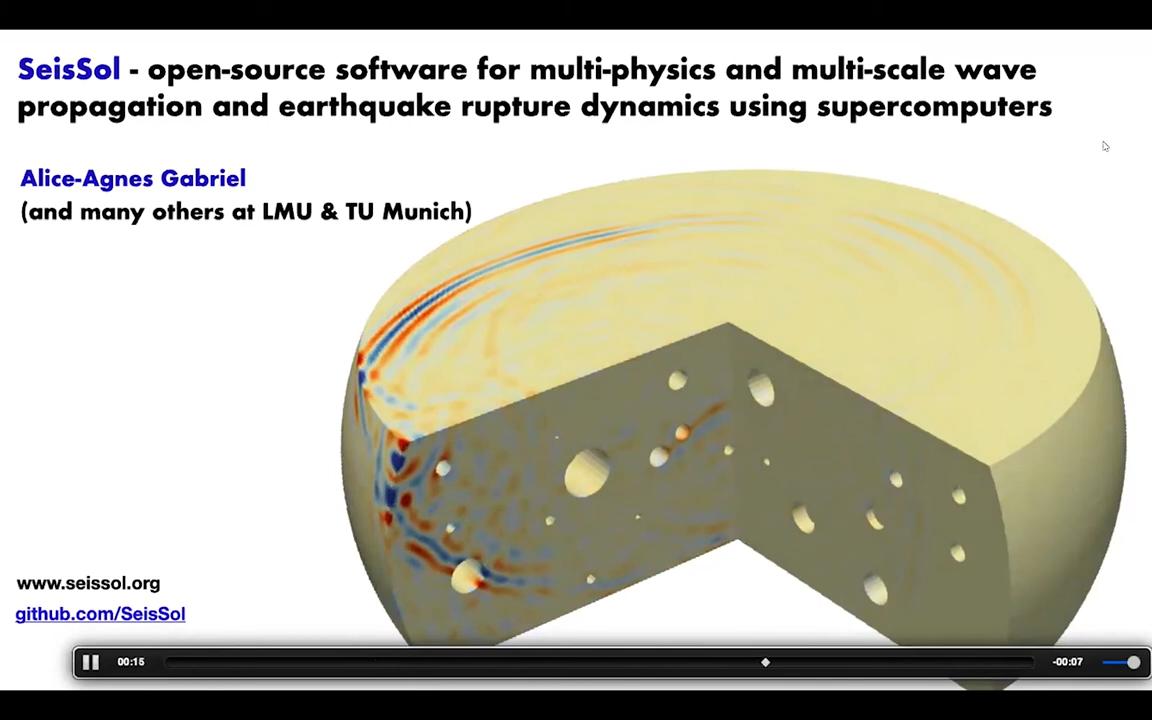 SeisSol - open-source software for multi-physics and multi-scale wave
propagation and earthquake rupture dynamics using supercomputers
Alice-Agnes Gabriel
(and many others at LMU & TU Munich)
www.seissol.org
github.com/SeisSol
00:15
-00:07